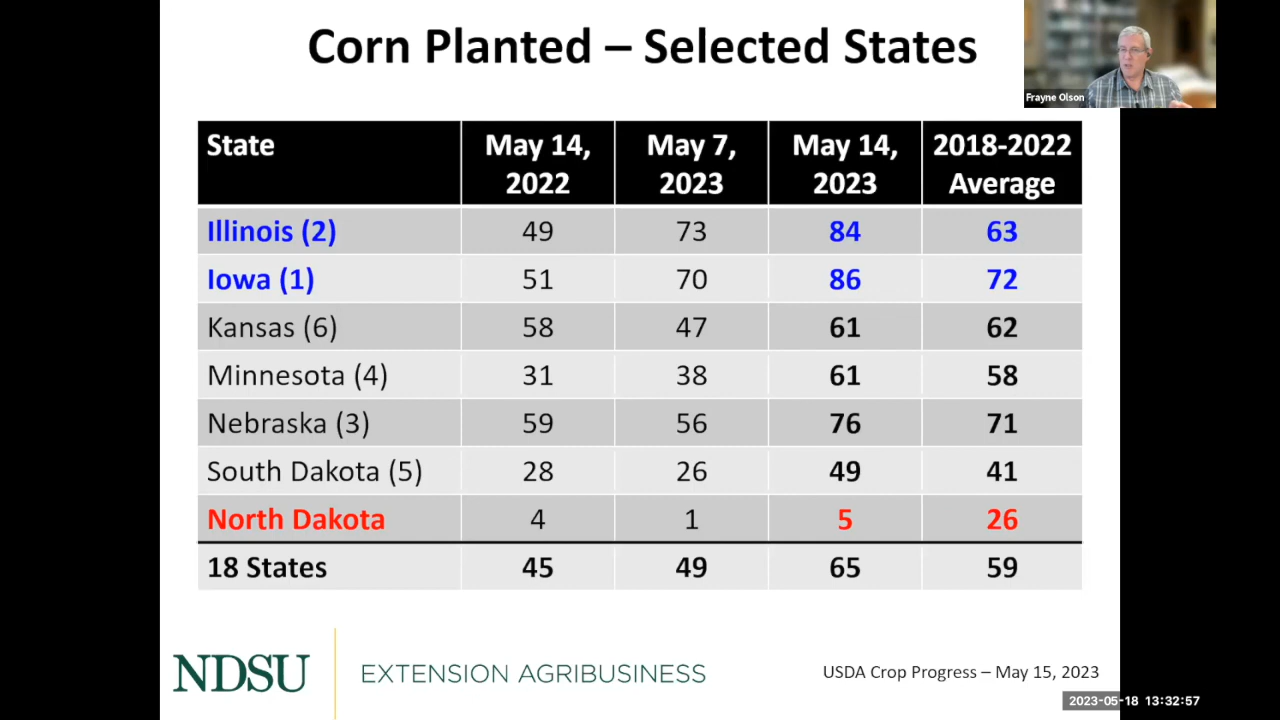 Corn Planted – Selected States
Frayne Olson
State May 14, 2022 May 7, 2023 May 14, 2023 2018-2022 Average
Illinois (2) 49 73 84 63
Iowa (1) 51 70 86 72
Kansas (6) 58 47 61 62
Minnesota (4) 31 38 61 58
Nebraska (3) 59 56 76 71
South Dakota (5) 28 26 49 41
North Dakota 4 1 5 26
18 States 45 49 65 59
NDSU EXTENSION AGRIBUSINESS
USDA Crop Progress – May 15, 2023
2023-05-18 13:32:57